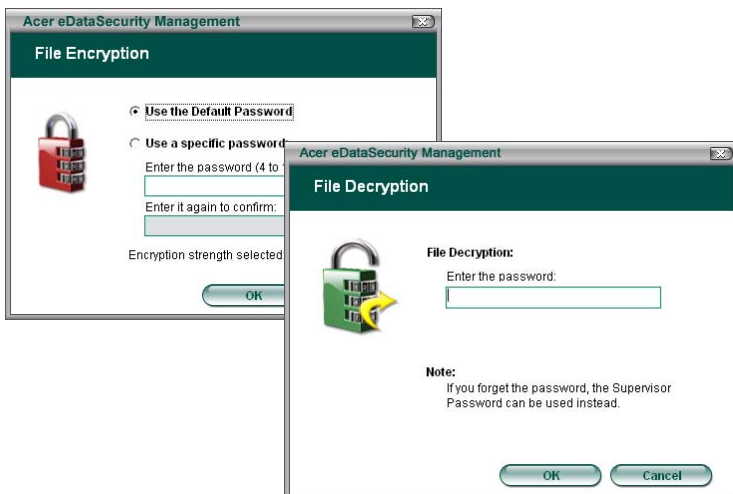 Acer eDataSecurity Management
File Encryption
Use the Default Password
Use a specific password:
Enter the password (4 to
Enter it again to confirm:
Encryption strength selected
OK
Acer eDataSecurity Management
File Decryption
File Decryption:
Enter the password:
Note:
If you forget the password, the Supervisor
Password can be used instead.
OK Cancel